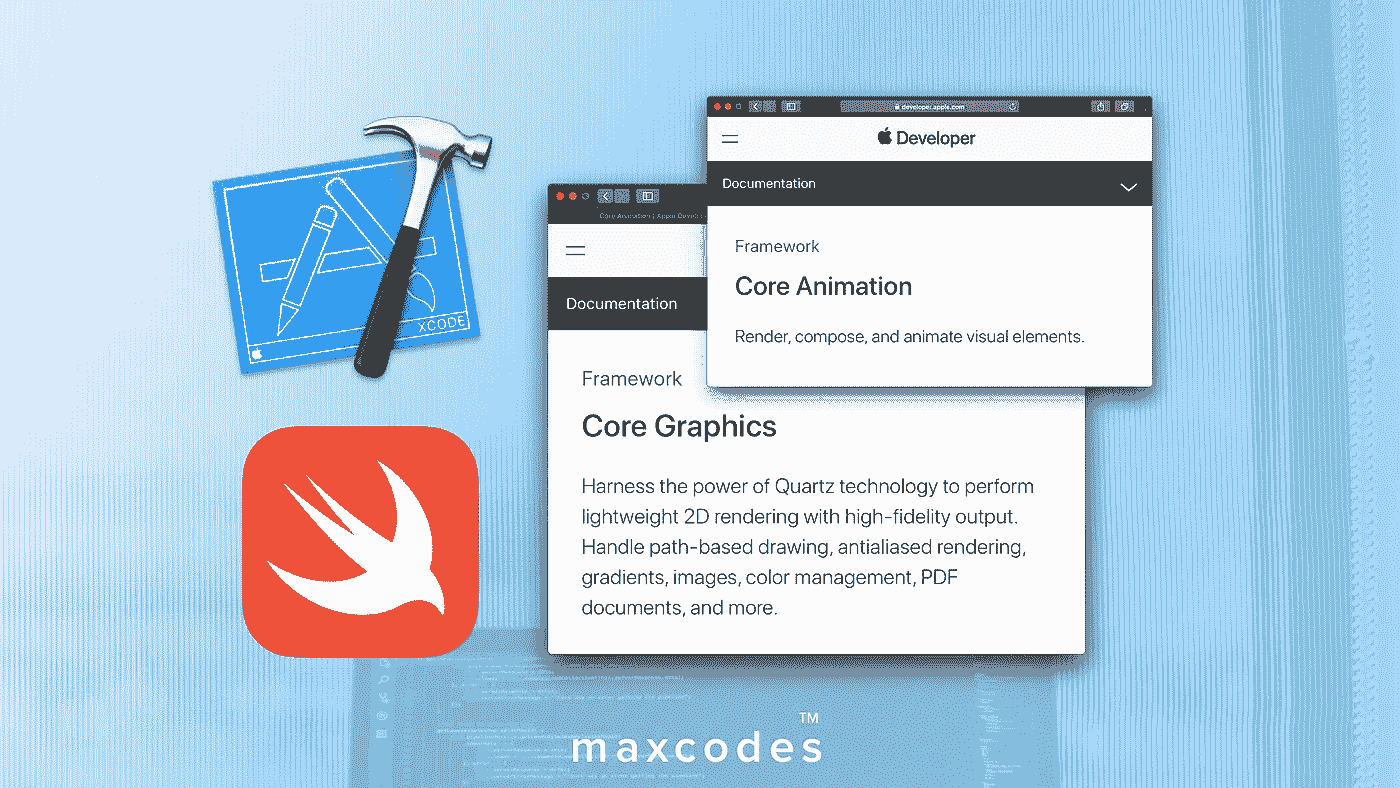 XCODE
developer.apple.com
Developer
Documentation
Framework
Core Animation
Render, compose, and animate visual elements.
Core Animation | Apple Develo
Documentation
Framework
Core Graphics
Harness the power of Quartz technology to perform
lightweight 2D rendering with high-fidelity output.
Handle path-based drawing, antialiased rendering,
gradients, images, color management, PDF
documents, and more.
maxcodes™